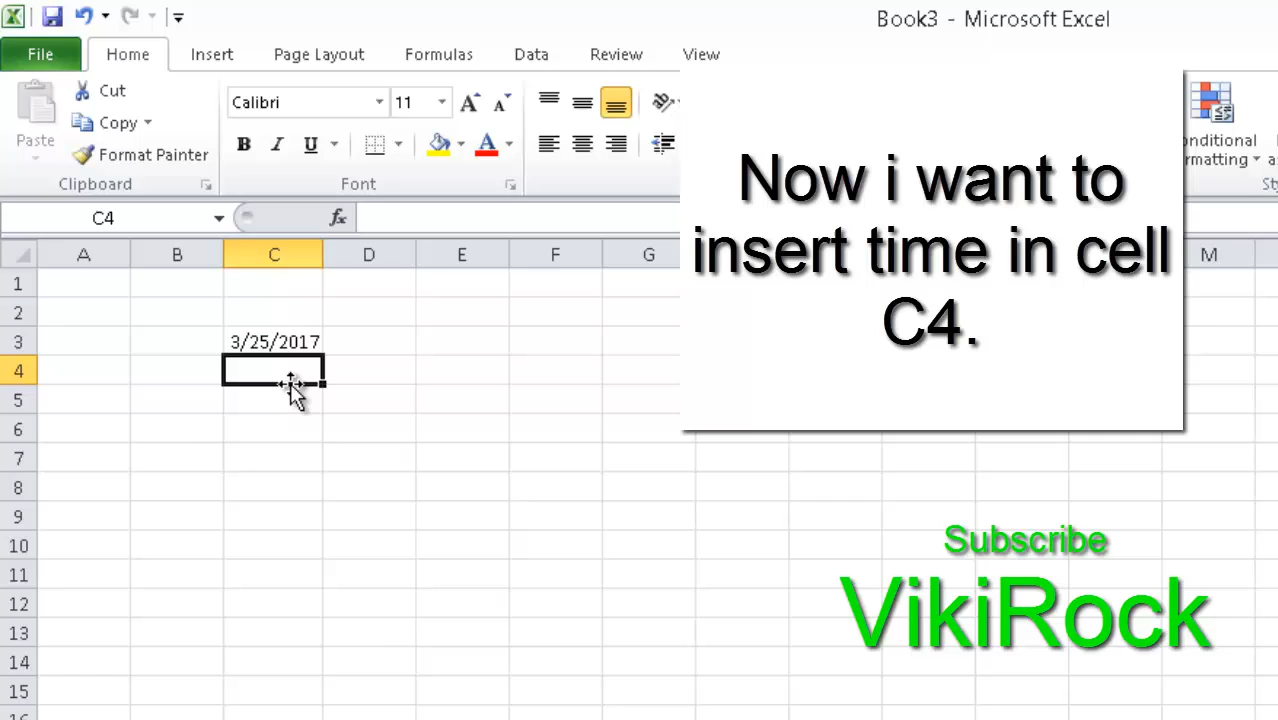 Book3 - Microsoft Excel
File Home Insert Page Layout Formulas Data Review View
Paste
Cut
Copy
Format Painter
Clipboard
Calibri 11 A A
B I U A
Font
onditional
rmatting
Sty
C4 fx
A B C D E F G M
1
2
3 3/25/2017
4
5
6
7
8
9
10
11
12
13
14
15
Now i want to
insert time in cell
C4.
Subscribe
VikiRock